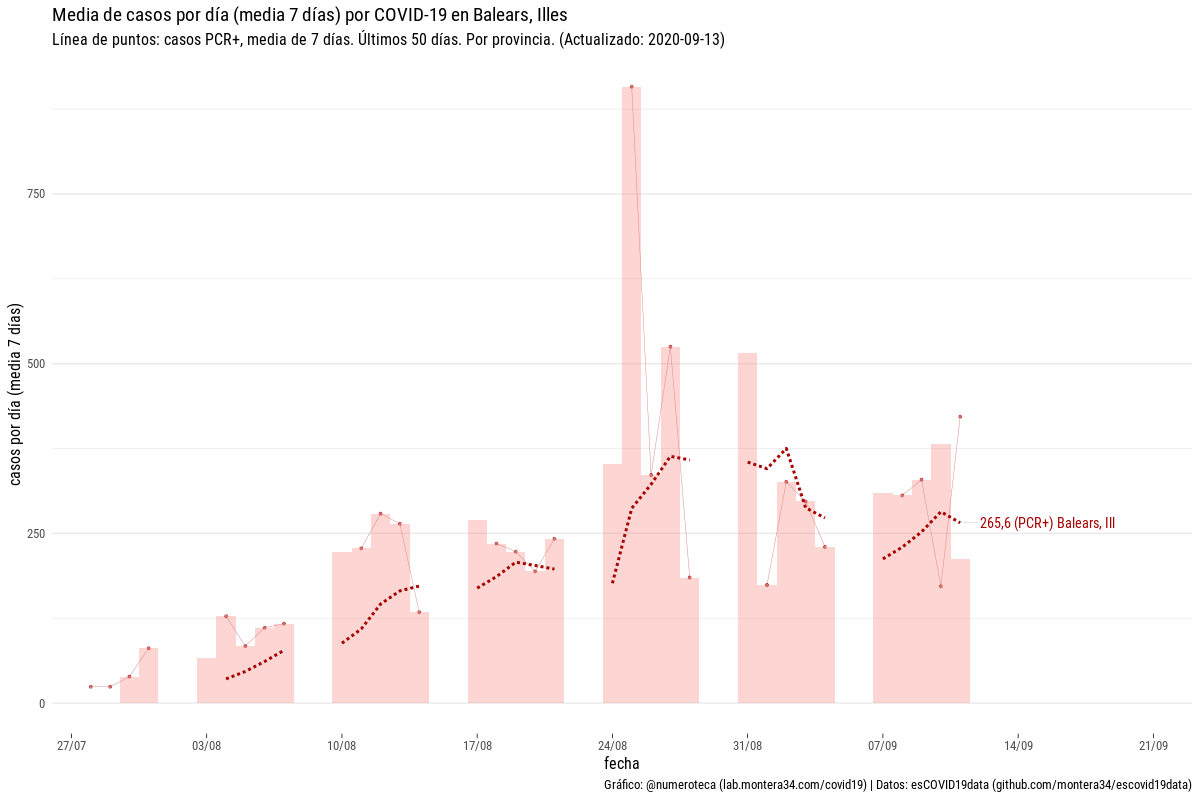 Media de casos por día (media 7 días) por COVID-19 en Balears, Illes
Línea de puntos: casos PCR+, media de 7 días. Últimos 50 días. Por provincia. (Actualizado: 2020-09-13)
casos por día (media 7 días)
750
500
250
0
265,6 (PCR+) Balears, Ill
27/07
03/08
10/08
17/08
24/08
31/08
07/09
14/09
21/09
fecha
Gráfico: @numeroteca (lab.montera34.com/covid19) | Datos: esCOVID19data (github.com/montera34/escovid19data)